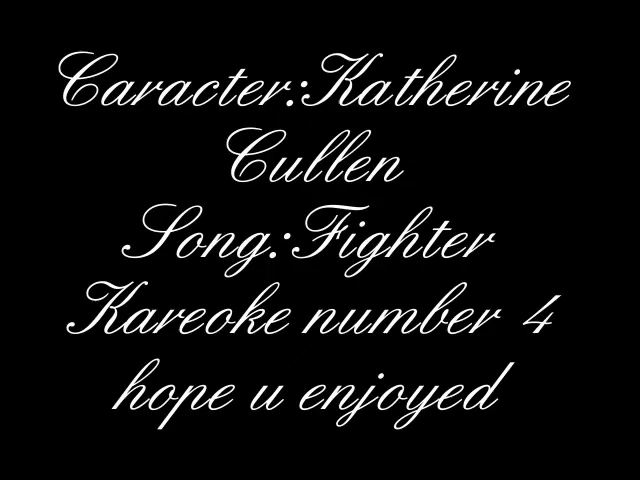 Caracter:Katherine
Cullen
Song:Fighter
Kareoke number 4
hope u enjoyed